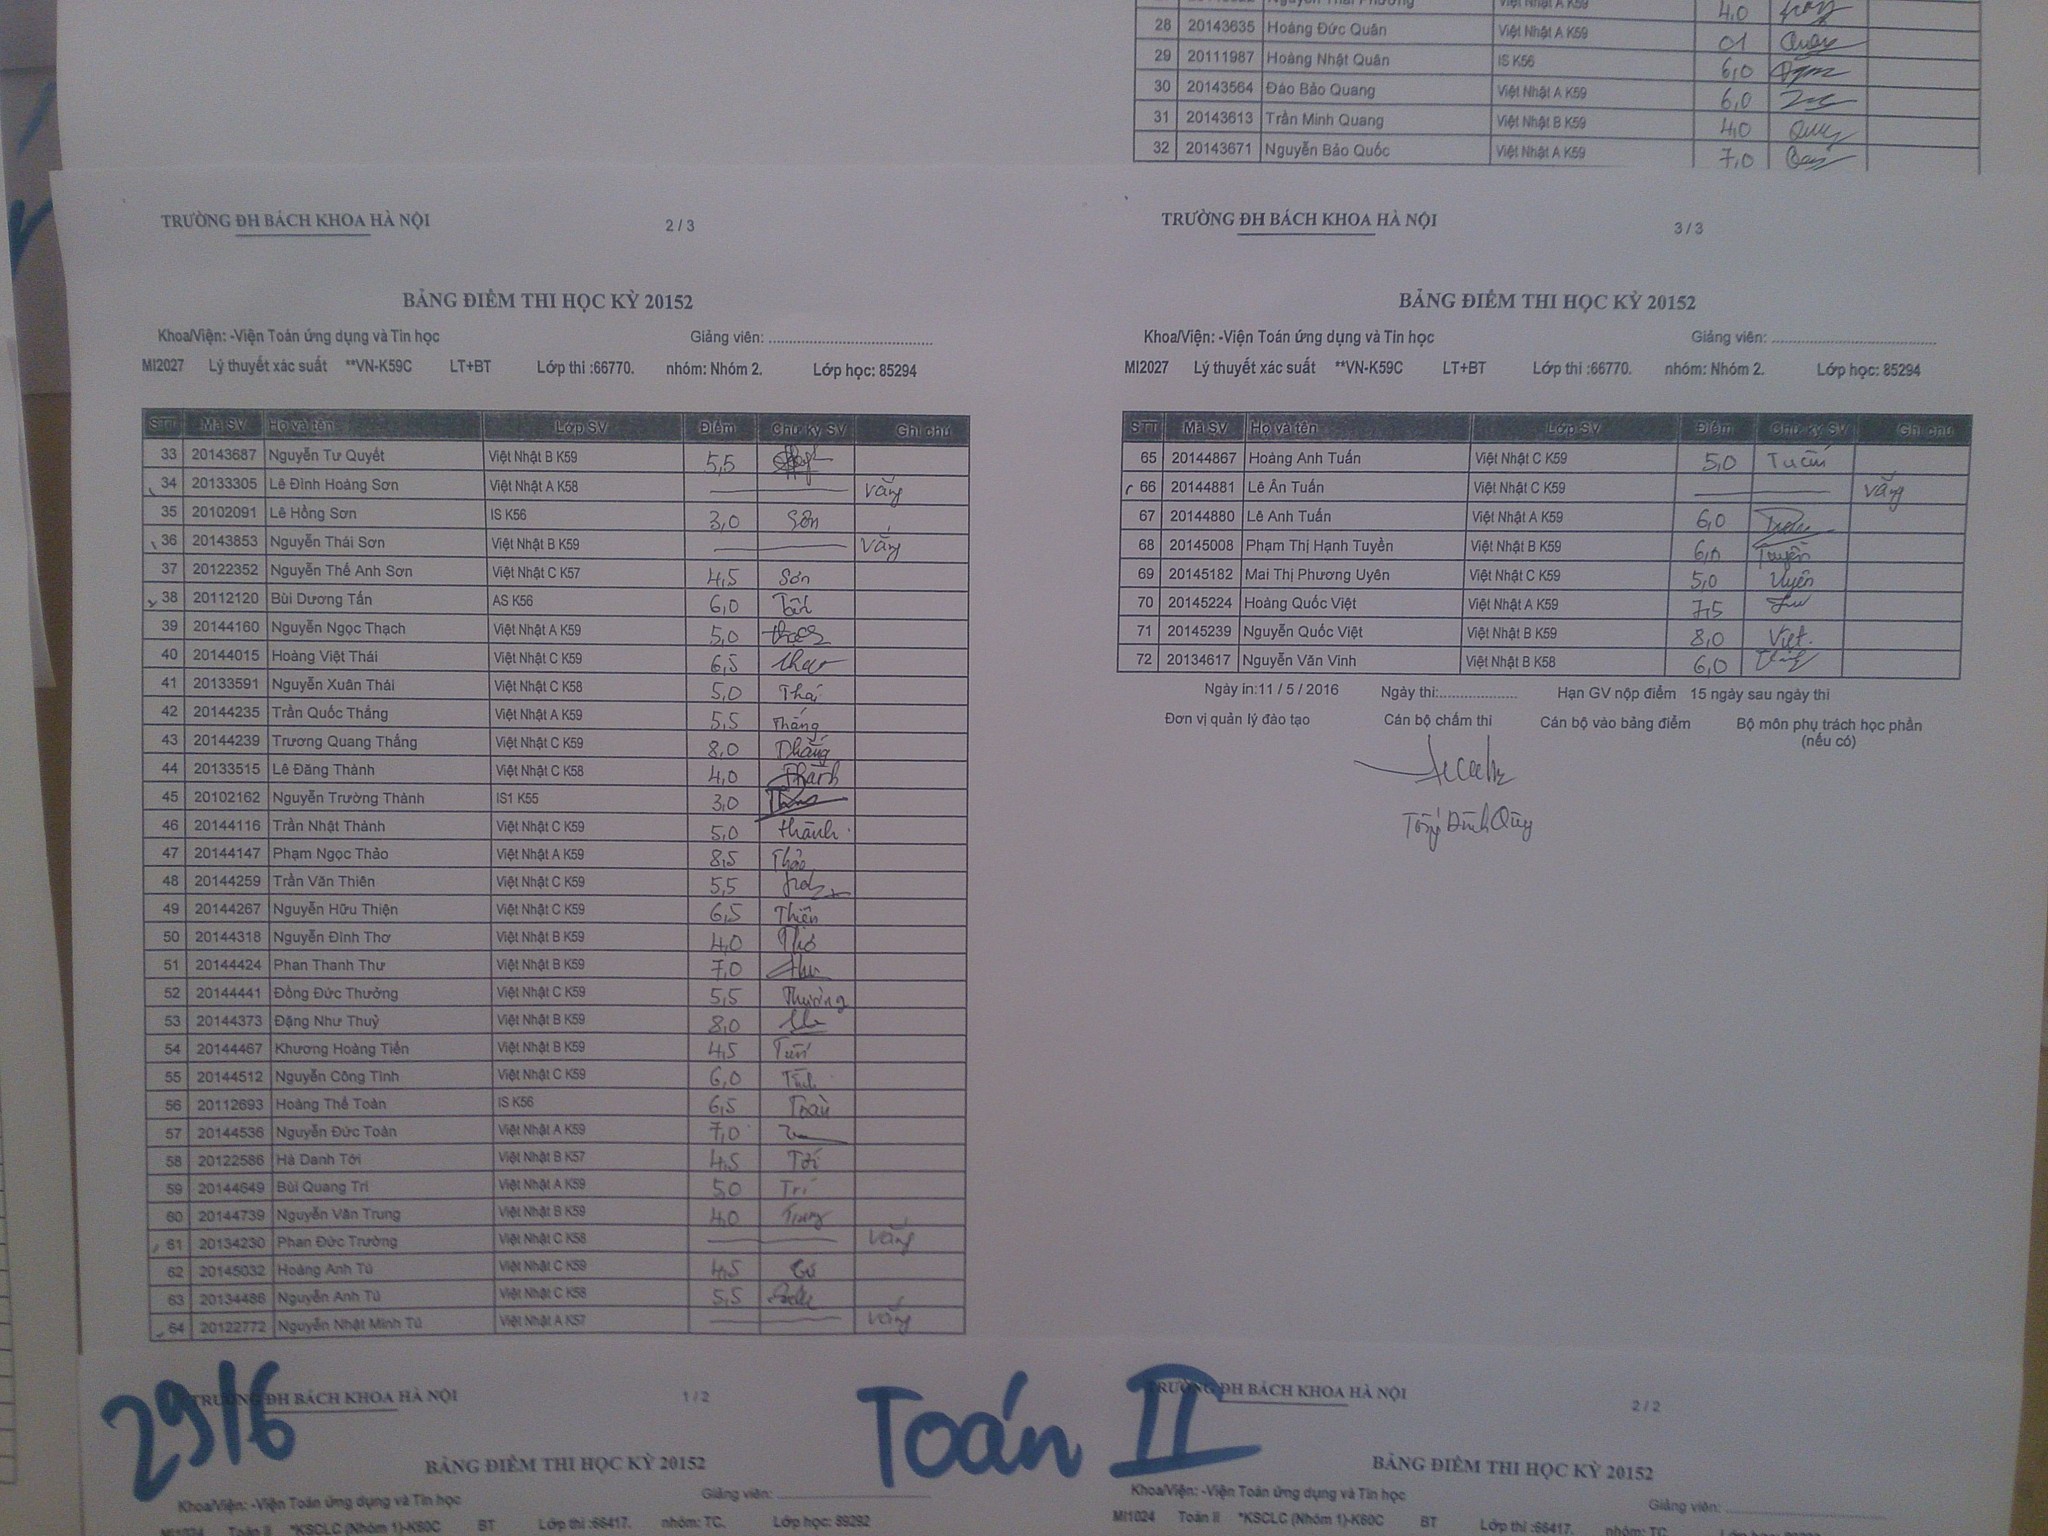 4,0
28 20143635 Hoàng Đức Quân Việt Nhật A K59 01
29 20111987 Hoàng Nhật Quân IS K56 6,0
30 20143564 Đào Bảo Quang Việt Nhật A K59 6,0
31 20143613 Trần Minh Quang Việt Nhật B K59 4,0
32 20143671 Nguyễn Bảo Quốc Việt Nhật A K59 7,0
TRƯỜNG ĐH BÁCH KHOA HÀ NỘI 2 / 3
BẢNG ĐIỂM THI HỌC KỲ 20152
Khoa/Viện: -Viện Toán ứng dụng và Tin học Giảng viên: ......................................
MI2027 Lý thuyết xác suất **VN-K59C LT+BT Lớp thi :66770. nhóm: Nhóm 2. Lớp học: 85294
STT Mã SV Họ và tên Lớp SV Điểm Chữ ký SV Ghi chú
33 20143687 Nguyễn Tư Quyết Việt Nhật B K59 5,5
34 20133305 Lê Đình Hoàng Sơn Việt Nhật A K58 vắng
35 20102091 Lê Hồng Sơn IS K56 3,0 Sơn
36 20143853 Nguyễn Thái Sơn Việt Nhật B K59 vắng
37 20122352 Nguyễn Thế Anh Sơn Việt Nhật C K57 4,5 Sơn
38 20112120 Bùi Dương Tấn AS K56 6,0
39 20144160 Nguyễn Ngọc Thạch Việt Nhật A K59 5,0
40 20144015 Hoàng Việt Thái Việt Nhật C K59 6,5
41 20133591 Nguyễn Xuân Thái Việt Nhật C K58 5,0 Thái
42 20144235 Trần Quốc Thắng Việt Nhật A K59 5,5 Thắng
43 20144239 Trương Quang Thắng Việt Nhật C K59 8,0 Thắng
44 20133515 Lê Đăng Thành Việt Nhật C K58 4,0 Thành
45 20102162 Nguyễn Trường Thành IS1 K55 3,0
46 20144116 Trần Nhật Thành Việt Nhật C K59 5,0 thành
47 20144147 Phạm Ngọc Thảo Việt Nhật A K59 8,5 Thảo
48 20144259 Trần Văn Thiên Việt Nhật C K59 5,5
49 20144267 Nguyễn Hữu Thiện Việt Nhật C K59 6,5 Thiện
50 20144318 Nguyễn Đình Thơ Việt Nhật B K59 4,0 Thơ
51 20144424 Phan Thanh Thư Việt Nhật B K59 7,0 thư
52 20144441 Đồng Đức Thưởng Việt Nhật C K59 5,5 Thưởng
53 20144373 Đặng Như Thuỳ Việt Nhật B K59 8,0
54 20144467 Khương Hoàng Tiến Việt Nhật B K59 4,5 Tiến
55 20144512 Nguyễn Công Tình Việt Nhật C K59 6,0 Tình
56 20112693 Hoàng Thế Toàn IS K56 6,5 Toàn
57 20144536 Nguyễn Đức Toàn Việt Nhật A K59 7,0
58 20122586 Hà Danh Tới Việt Nhật B K57 4,5 Tới
59 20144649 Bùi Quang Trí Việt Nhật A K59 5,0 Trí
60 20144739 Nguyễn Văn Trung Việt Nhật B K59 4,0 Trung
61 20134230 Phan Đức Trường Việt Nhật C K58 vắng
62 20145032 Hoàng Anh Tú Việt Nhật C K59 4,5 Tú
63 20134486 Nguyễn Anh Tú Việt Nhật C K58 5,5
64 20122772 Nguyễn Nhật Minh Tú Việt Nhật A K57 vắng
TRƯỜNG ĐH BÁCH KHOA HÀ NỘI 3 / 3
BẢNG ĐIỂM THI HỌC KỲ 20152
Khoa/Viện: -Viện Toán ứng dụng và Tin học Giảng viên: ......................................
MI2027 Lý thuyết xác suất **VN-K59C LT+BT Lớp thi :66770. nhóm: Nhóm 2. Lớp học: 85294
STT Mã SV Họ và tên Lớp SV Điểm Chữ ký SV Ghi chú
65 20144867 Hoàng Anh Tuấn Việt Nhật C K59 5,0 Tuấn
66 20144881 Lê Ân Tuấn Việt Nhật C K59 vắng
67 20144880 Lê Anh Tuấn Việt Nhật A K59 6,0
68 20145008 Phạm Thị Hạnh Tuyền Việt Nhật B K59 6,0 Tuyền
69 20145182 Mai Thị Phương Uyên Việt Nhật C K59 5,0 Uyên
70 20145224 Hoàng Quốc Việt Việt Nhật A K59 7,5
71 20145239 Nguyễn Quốc Việt Việt Nhật B K59 8,0 Việt.
72 20134617 Nguyễn Văn Vinh Việt Nhật B K58 6,0
Ngày in:11 / 5 / 2016 Ngày thi:.................. Hạn GV nộp điểm 15 ngày sau ngày thi
Đơn vị quản lý đào tạo Cán bộ chấm thi Cán bộ vào bảng điểm Bộ môn phụ trách học phần
(nếu có)
Tống Đình Quỳ
29/6 Toán II
TRƯỜNG ĐH BÁCH KHOA HÀ NỘI 1 / 2
BẢNG ĐIỂM THI HỌC KỲ 20152
Khoa/Viện: -Viện Toán ứng dụng và Tin học Giảng viên: ......................................
MI1024 Toán II *KSCLC (Nhóm 1)-K60C BT Lớp thi :66417. nhóm: TC. Lớp học: 89292
TRƯỜNG ĐH BÁCH KHOA HÀ NỘI 2 / 2
BẢNG ĐIỂM THI HỌC KỲ 20152
Khoa/Viện: -Viện Toán ứng dụng và Tin học Giảng viên: ......................................
MI1024 Toán II *KSCLC (Nhóm 1)-K60C BT Lớp thi :66417. nhóm: TC.